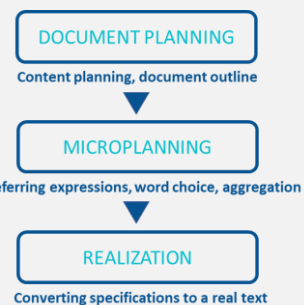 DOCUMENT PLANNING
Content planning, document outline
MICROPLANNING
eferring expressions, word choice, aggregation
REALIZATION
Converting specifications to a real text